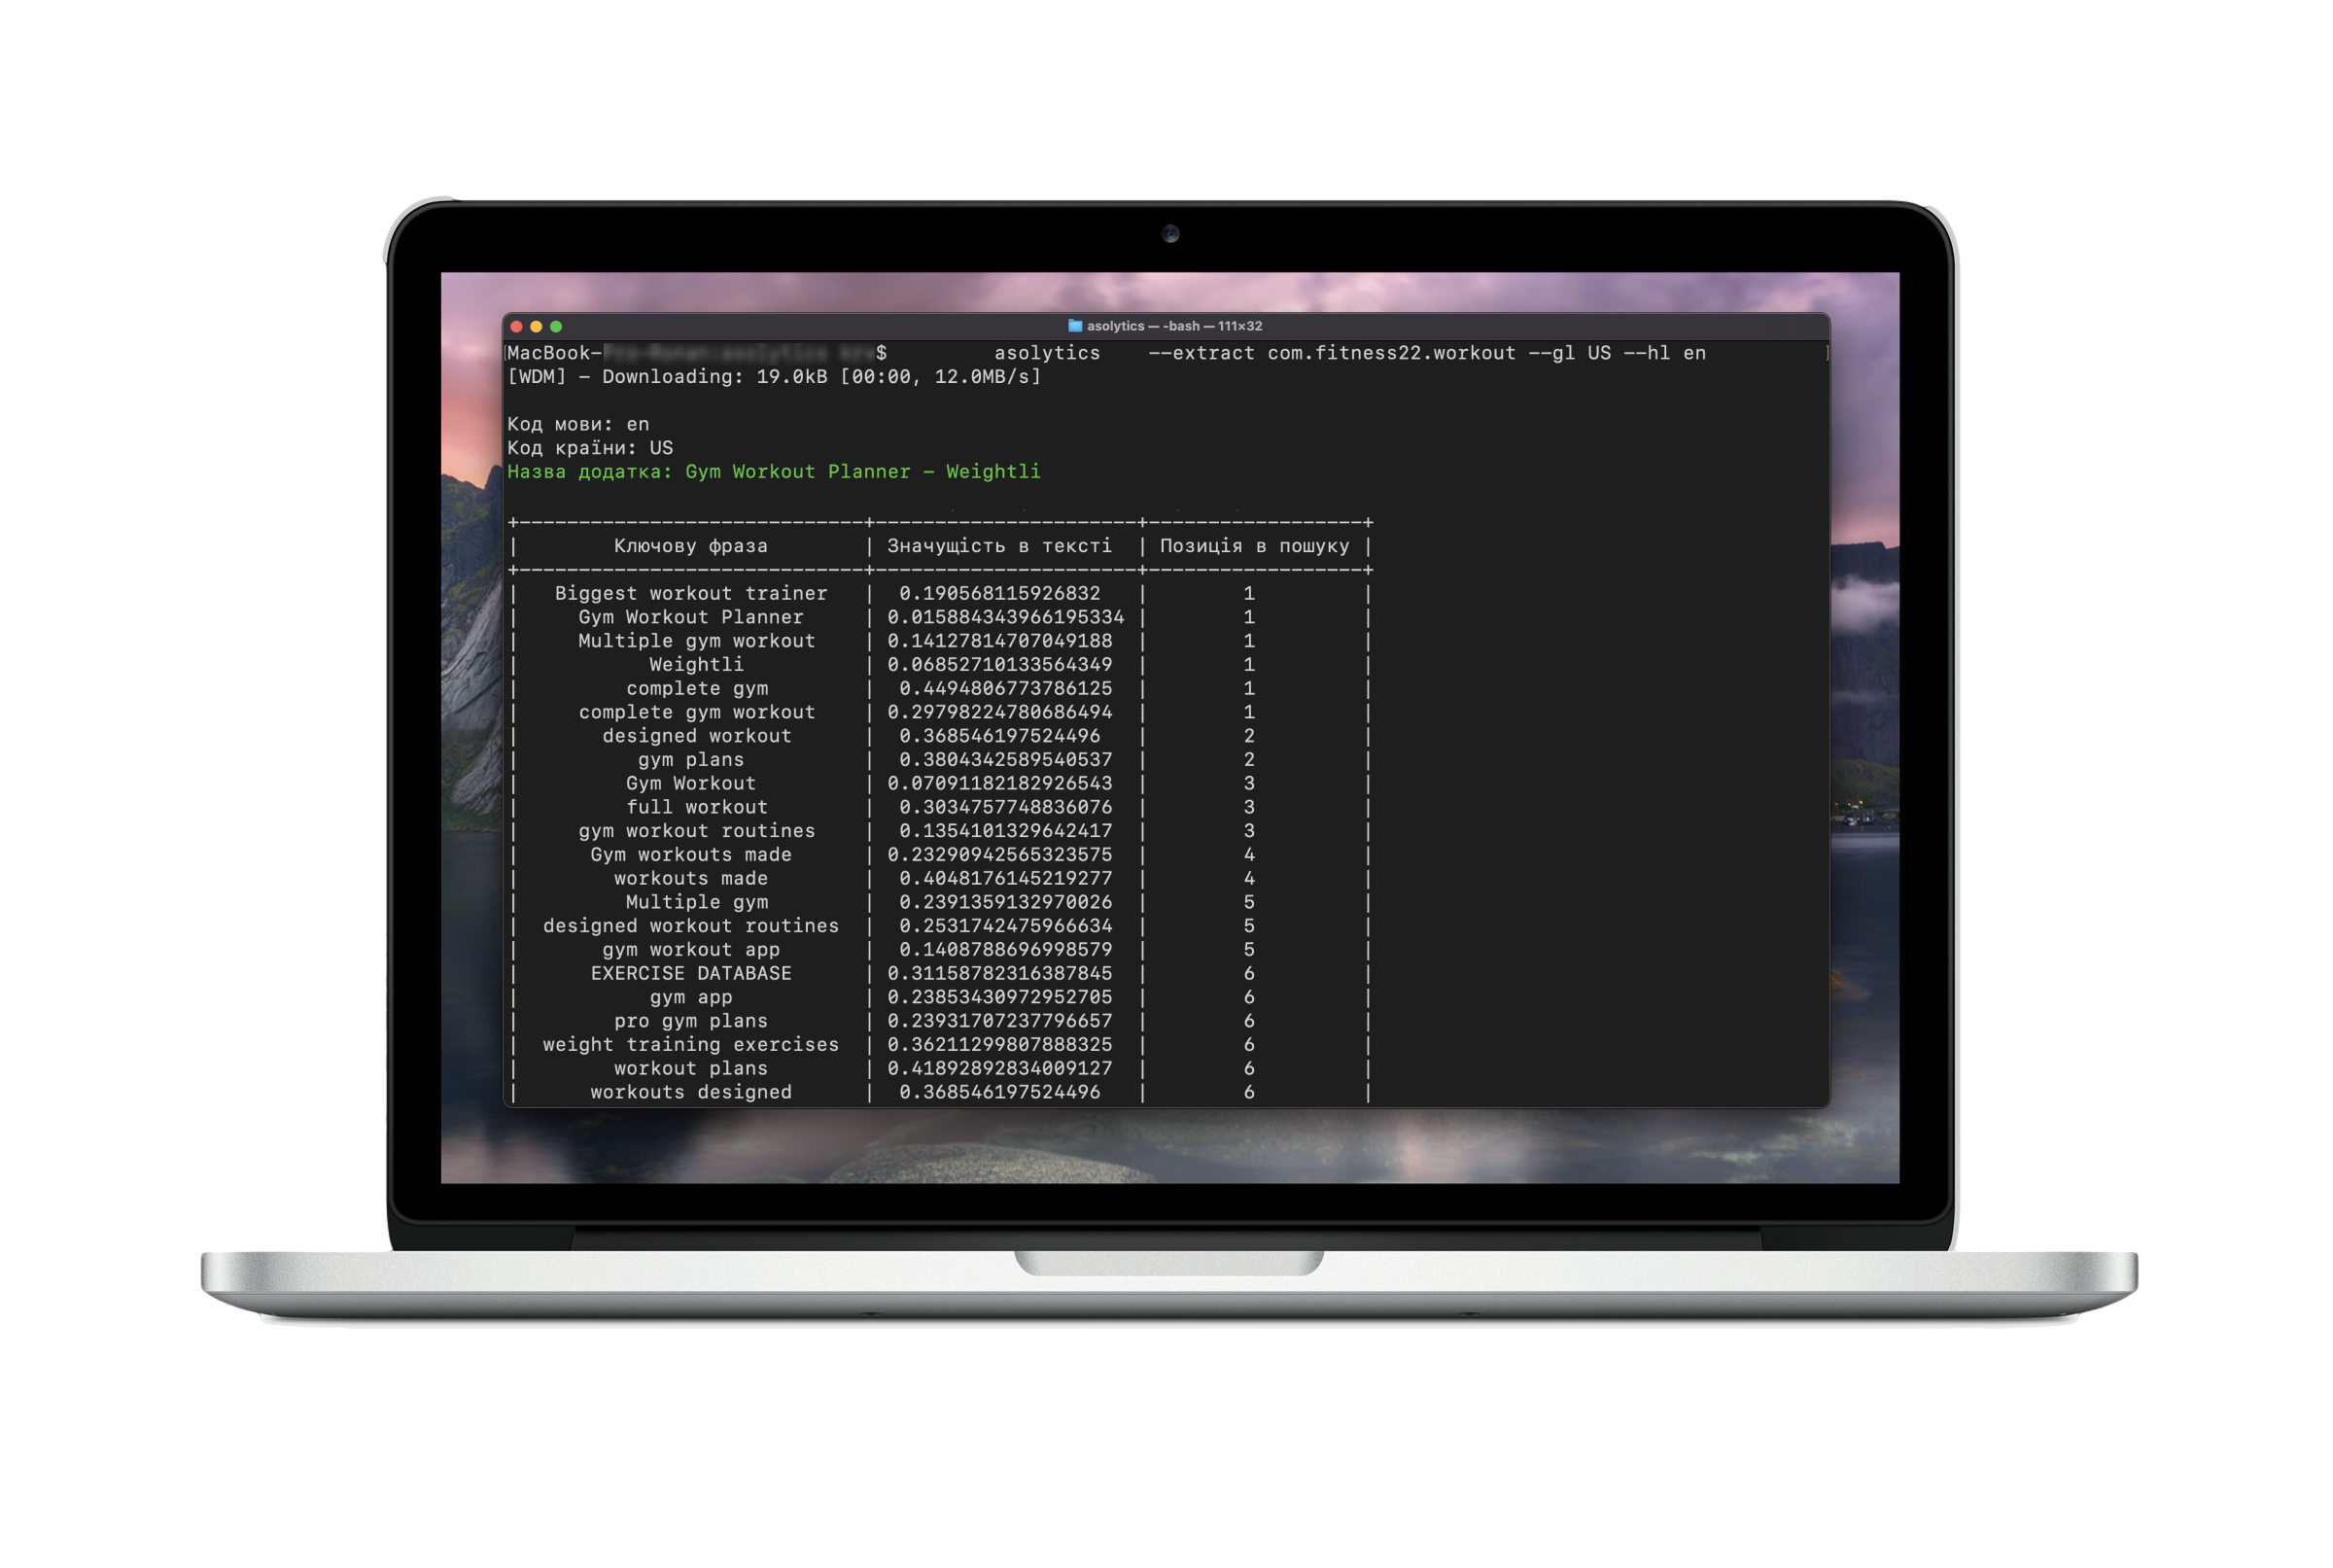 asolytics — -bash — 111×32
MacBook- $ asolytics --extract com.fitness22.workout --gl US --hl en
[WDM] - Downloading: 19.0kB [00:00, 12.0MB/s]
Код мови: en
Код країни: US
Назва додатка: Gym Workout Planner - Weightli
+------------------------------+----------------------+------------------+
| Ключову фраза | Значущість в тексті | Позиція в пошуку |
+------------------------------+----------------------+------------------+
| Biggest workout trainer | 0.190568115926832 | 1 |
| Gym Workout Planner | 0.015884343966195334 | 1 |
| Multiple gym workout | 0.14127814707049188 | 1 |
| Weightli | 0.06852710133564349 | 1 |
| complete gym | 0.4494806773786125 | 1 |
| complete gym workout | 0.29798224780686494 | 1 |
| designed workout | 0.368546197524496 | 2 |
| gym plans | 0.3804342589540537 | 2 |
| Gym Workout | 0.07091182182926543 | 3 |
| full workout | 0.3034757748836076 | 3 |
| gym workout routines | 0.1354101329642417 | 3 |
| Gym workouts made | 0.23290942565323575 | 4 |
| workouts made | 0.4048176145219277 | 4 |
| Multiple gym | 0.2391359132970026 | 5 |
| designed workout routines | 0.2531742475966634 | 5 |
| gym workout app | 0.1408788696998579 | 5 |
| EXERCISE DATABASE | 0.31158782316387845 | 6 |
| gym app | 0.23853430972952705 | 6 |
| pro gym plans | 0.23931707237796657 | 6 |
| weight training exercises | 0.36211299807888325 | 6 |
| workout plans | 0.41892892834009127 | 6 |
| workouts designed | 0.368546197524496 | 6 |